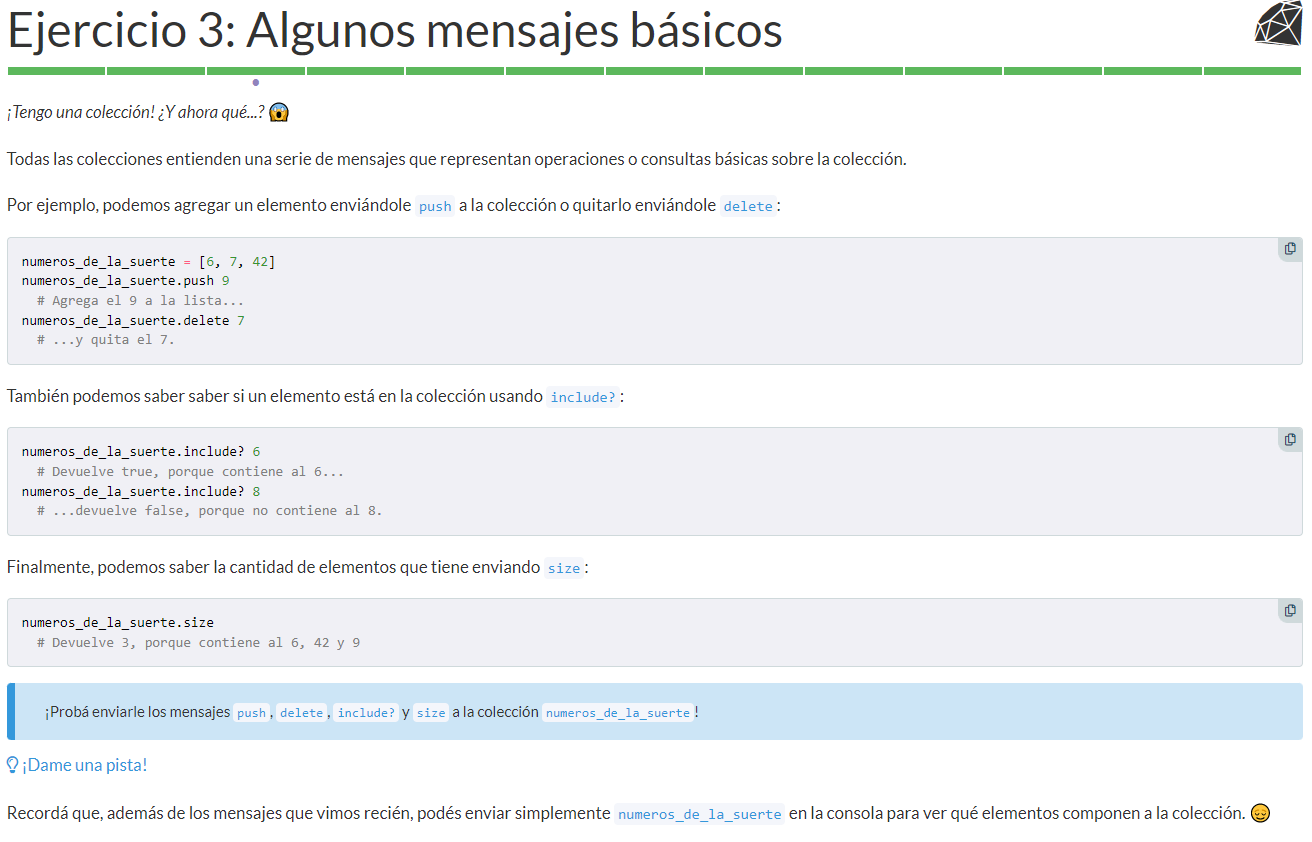 Ejercicio 3: Algunos mensajes básicos
¡Tengo una colección! ¿Y ahora qué...? 😱
Todas las colecciones entienden una serie de mensajes que representan operaciones o consultas básicas sobre la colección.
Por ejemplo, podemos agregar un elemento enviándole push a la colección o quitarlo enviándole delete:
numeros_de_la_suerte = [6, 7, 42]
numeros_de_la_suerte.push 9
  # Agrega el 9 a la lista...
numeros_de_la_suerte.delete 7
  # ...y quita el 7.
También podemos saber saber si un elemento está en la colección usando include?:
numeros_de_la_suerte.include? 6
  # Devuelve true, porque contiene al 6...
numeros_de_la_suerte.include? 8
  # ...devuelve false, porque no contiene al 8.
Finalmente, podemos saber la cantidad de elementos que tiene enviando size:
numeros_de_la_suerte.size
  # Devuelve 3, porque contiene al 6, 42 y 9
¡Probá enviarle los mensajes push, delete, include? y size a la colección numeros_de_la_suerte!
¡Dame una pista!
Recordá que, además de los mensajes que vimos recién, podés enviar simplemente numeros_de_la_suerte en la consola para ver qué elementos componen a la colección. 😌